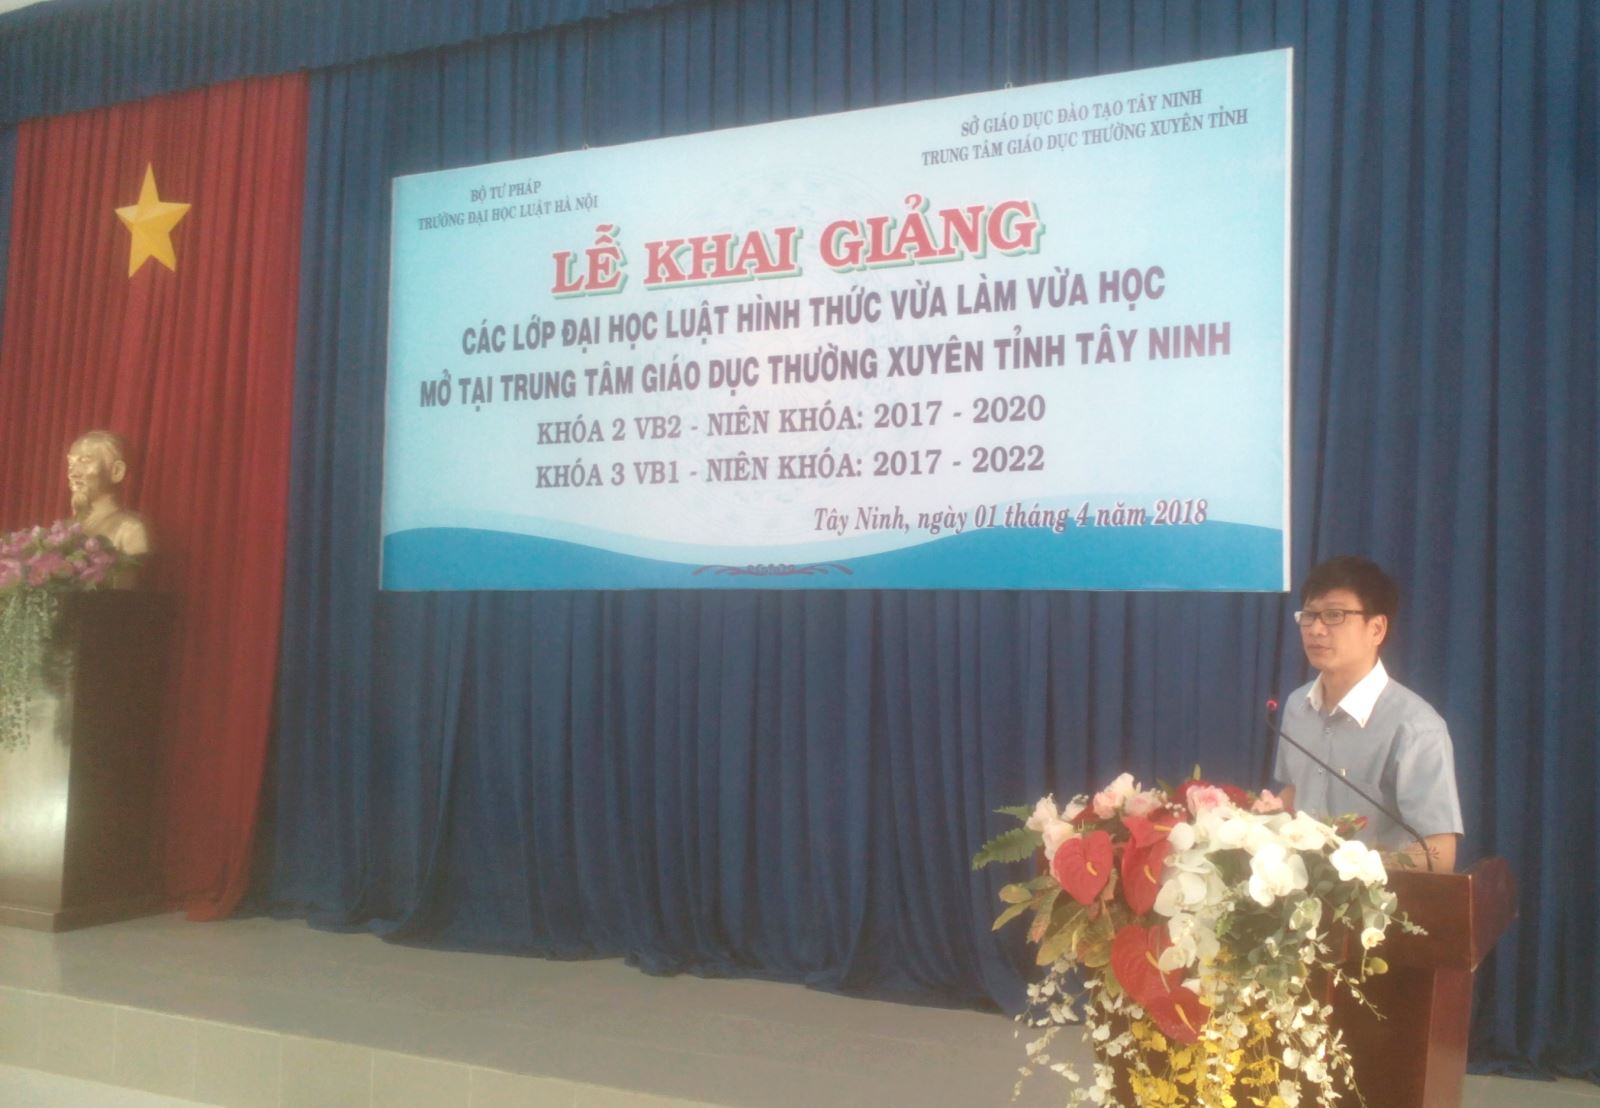 BỘ TƯ PHÁP
TRƯỜNG ĐẠI HỌC LUẬT HÀ NỘI
SỞ GIÁO DỤC ĐÀO TẠO TÂY NINH
TRUNG TÂM GIÁO DỤC THƯỜNG XUYÊN TỈNH
LỄ KHAI GIẢNG
CÁC LỚP ĐẠI HỌC LUẬT HÌNH THỨC VỪA LÀM VỪA HỌC
MỞ TẠI TRUNG TÂM GIÁO DỤC THƯỜNG XUYÊN TỈNH TÂY NINH
KHÓA 2 VB2 - NIÊN KHÓA: 2017 - 2020
KHÓA 3 VB1 - NIÊN KHÓA: 2017 - 2022
Tây Ninh, ngày 01 tháng 4 năm 2018